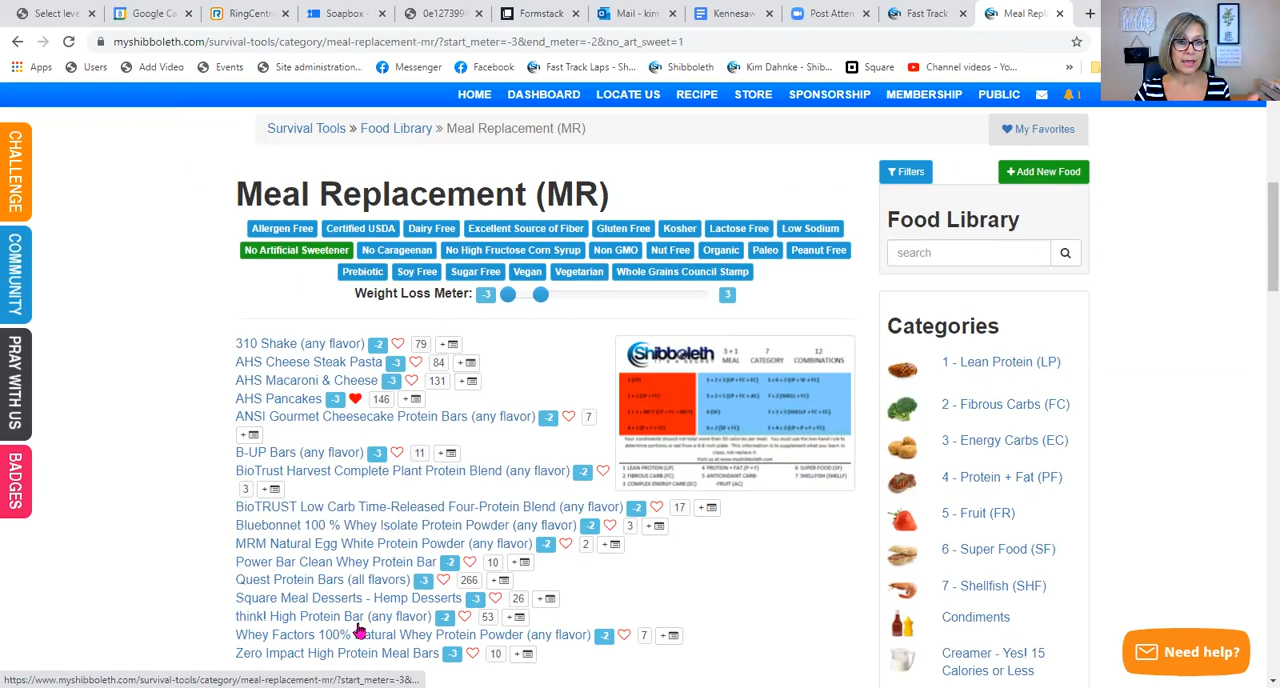 Select leve
Google Ca
RingCentr
Soapbox -
0e1273998
Formstack
Mail - kim
Kennesaw
Post Atten
Fast Track
Meal Repl
myshibboleth.com/survival-tools/category/meal-replacement-mr/?start_meter=-3&end_meter=-2&no_art_sweet=1
Apps Users Add Video Events Site administration... Messenger Fast Track Laps - Sh... Shibboleth Kim Dahnke - Shib... Square Channel videos - Yo... »
HOME DASHBOARD LOCATE US RECIPE STORE SPONSORSHIP MEMBERSHIP PUBLIC 1
Survival Tools » Food Library » Meal Replacement (MR)
My Favorites
CHALLENGE
COMMUNITY
PRAY WITH US
BADGES
Meal Replacement (MR)
Allergen Free Certified USDA Dairy Free Excellent Source of Fiber Gluten Free Kosher Lactose Free Low Sodium
No Artificial Sweetener No Carageenan No High Fructose Corn Syrup Non GMO Nut Free Organic Paleo Peanut Free
Prebiotic Soy Free Sugar Free Vegan Vegetarian Whole Grains Council Stamp
Weight Loss Meter: -3 3
310 Shake (any flavor) -2 79 +
AHS Cheese Steak Pasta -3 84 +
AHS Macaroni & Cheese -3 131 +
AHS Pancakes -3 146 +
ANSI Gourmet Cheesecake Protein Bars (any flavor) -2 7
+
B-UP Bars (any flavor) -3 11 +
BioTrust Harvest Complete Plant Protein Blend (any flavor) -2
3 +
BioTRUST Low Carb Time-Released Four-Protein Blend (any flavor) -2 17 +
Bluebonnet 100 % Whey Isolate Protein Powder (any flavor) -2 3 +
MRM Natural Egg White Protein Powder (any flavor) -2 2 +
Power Bar Clean Whey Protein Bar -2 10 +
Quest Protein Bars (all flavors) -3 266 +
Square Meal Desserts - Hemp Desserts -3 26 +
think! High Protein Bar (any flavor) -2 53 +
Whey Factors 100% Natural Whey Protein Powder (any flavor) -2 7 +
Zero Impact High Protein Meal Bars -3 10 +
Shibboleth
3 + 1
MEAL
7
CATEGORY
12
COMBINATIONS
Filters
+ Add New Food
Food Library
search
Categories
1 - Lean Protein (LP)
2 - Fibrous Carbs (FC)
3 - Energy Carbs (EC)
4 - Protein + Fat (PF)
5 - Fruit (FR)
6 - Super Food (SF)
7 - Shellfish (SHF)
Condiments
Creamer - Yes! 15
Calories or Less
Need help?
https://www.myshibboleth.com/survival-tools/category/meal-replacement-mr/?start_meter=-3&...
hello